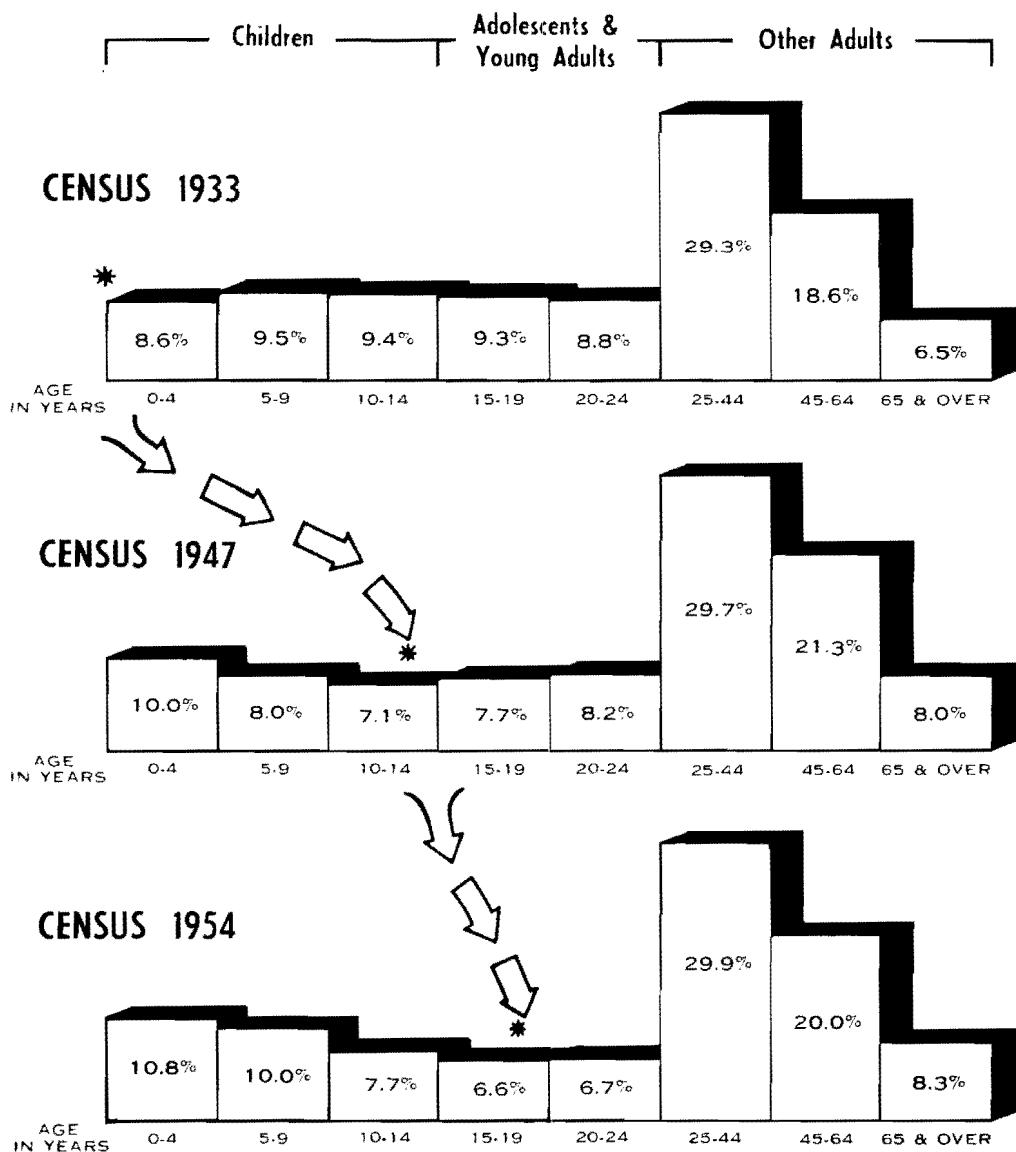 Children
Adolescents &
Young Adults
Other Adults
CENSUS 1933
8.6% 9.5% 9.4% 9.3% 8.8% 29.3% 18.6% 6.5%
AGE
IN YEARS 0-4 5-9 10-14 15-19 20-24 25-44 45-64 65 & OVER
CENSUS 1947
10.0% 8.0% 7.1% 7.7% 8.2% 29.7% 21.3% 8.0%
AGE
IN YEARS 0-4 5-9 10-14 15-19 20-24 25-44 45-64 65 & OVER
CENSUS 1954
10.8% 10.0% 7.7% 6.6% 6.7% 29.9% 20.0% 8.3%
AGE
IN YEARS 0-4 5-9 10-14 15-19 20-24 25-44 45-64 65 & OVER